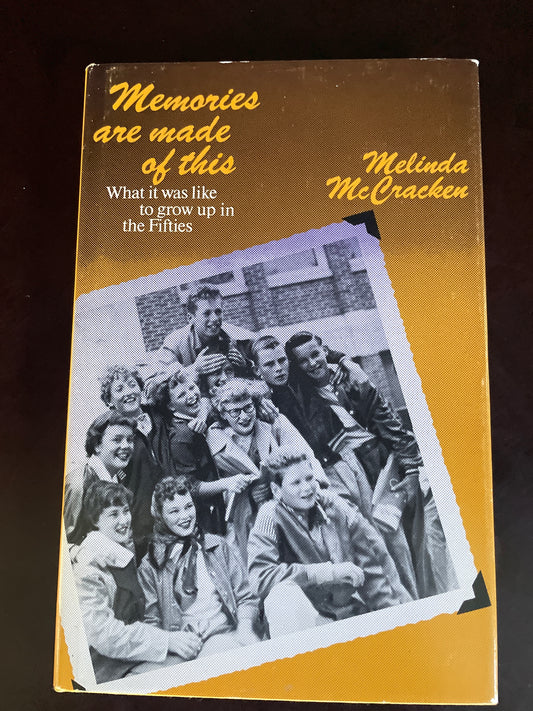 Memories
are made
of this
What it was like
to grow up in
the Fifties
Melinda
McCracken